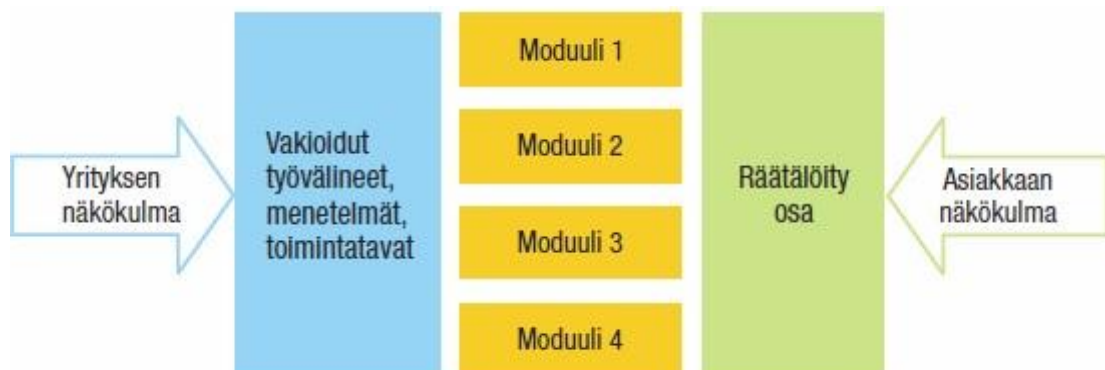 Yrityksen
näkökulma
Vakioidut
työvälineet,
menetelmät,
toimintatavat
Moduuli 1
Moduuli 2
Moduuli 3
Moduuli 4
Räätälöity
osa
Asiakkaan
näkökulma